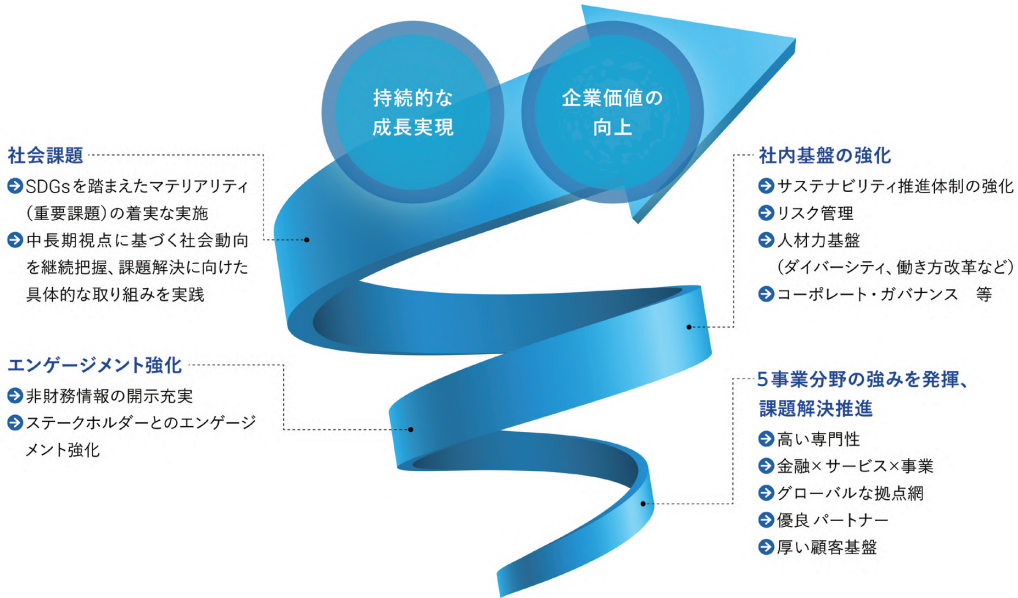 持続的な
成長実現
企業価値の
向上
社会課題
SDGsを踏まえたマテリアリティ
（重要課題）の着実な実施
中長期視点に基づく社会動向
を継続把握、課題解決に向けた
具体的な取り組みを実践
エンゲージメント強化
非財務情報の開示充実
ステークホルダーとのエンゲージ
メント強化
社内基盤の強化
サステナビリティ推進体制の強化
リスク管理
人材力基盤
（ダイバーシティ、働き方改革など）
コーポレート・ガバナンス　等
5事業分野の強みを発揮、
課題解決推進
高い専門性
金融×サービス×事業
グローバルな拠点網
優良パートナー
厚い顧客基盤